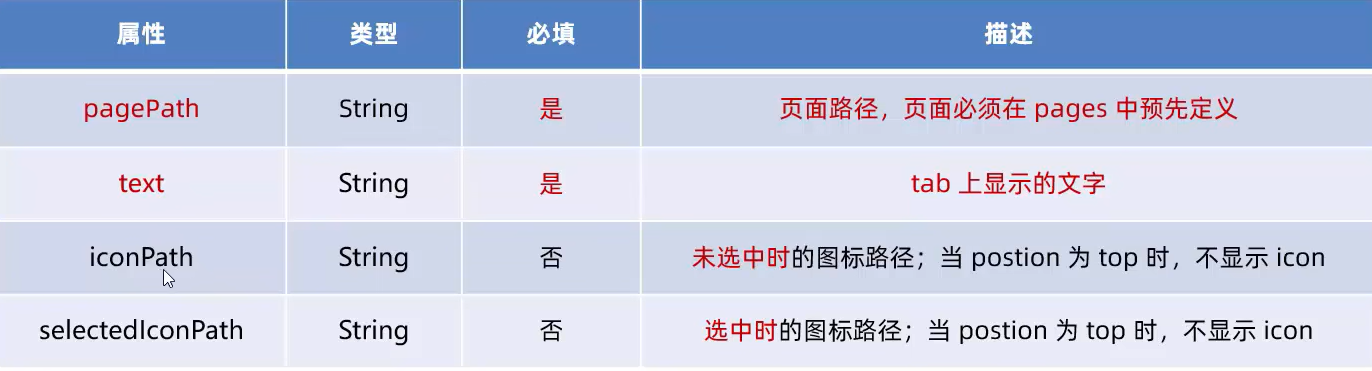 属性 类型 必填 描述
pagePath String 是 页面路径，页面必须在 pages 中预先定义
text String 是 tab 上显示的文字
iconPath String 否 未选中时的图标路径；当 postion 为 top 时，不显示 icon
selectedIconPath String 否 选中时的图标路径；当 postion 为 top 时，不显示 icon